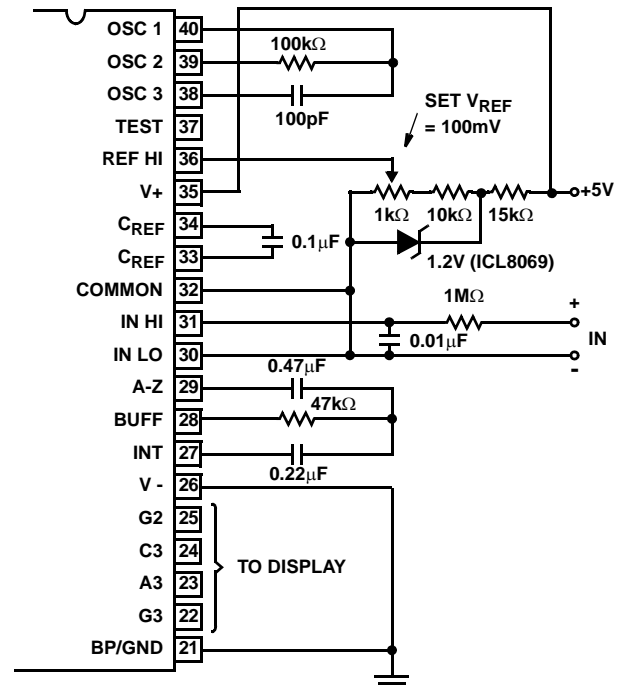 OSC 1 40
100kΩ
OSC 2 39
OSC 3 38
100pF
SET VREF
= 100mV
TEST 37
REF HI 36
V+ 35
+5V
1kΩ 10kΩ 15kΩ
CREF 34
0.1μF
CREF 33
1.2V (ICL8069)
COMMON 32
1MΩ
+
IN HI 31
0.01μF
IN
IN LO 30
-
0.47μF
A-Z 29
47kΩ
BUFF 28
INT 27
0.22μF
V - 26
G2 25
C3 24
TO DISPLAY
A3 23
G3 22
BP/GND 21